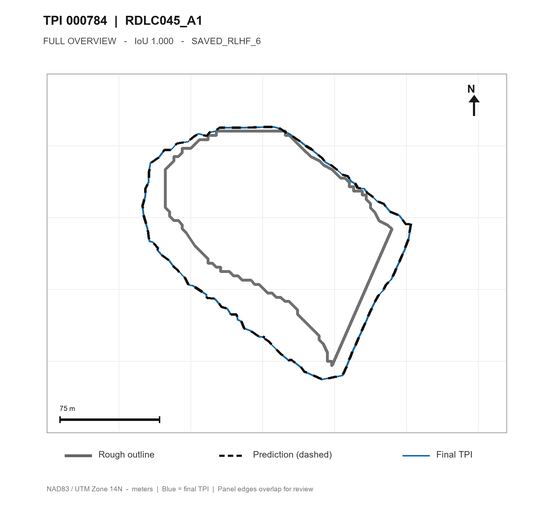 TPI 000784 | RDLC045_A1
FULL OVERVIEW - IoU 1.000 - SAVED_RLHF_6
N
75 m
Rough outline
Prediction (dashed)
Final TPI
NAD83 / UTM Zone 14N - meters | Blue = final TPI | Panel edges overlap for review